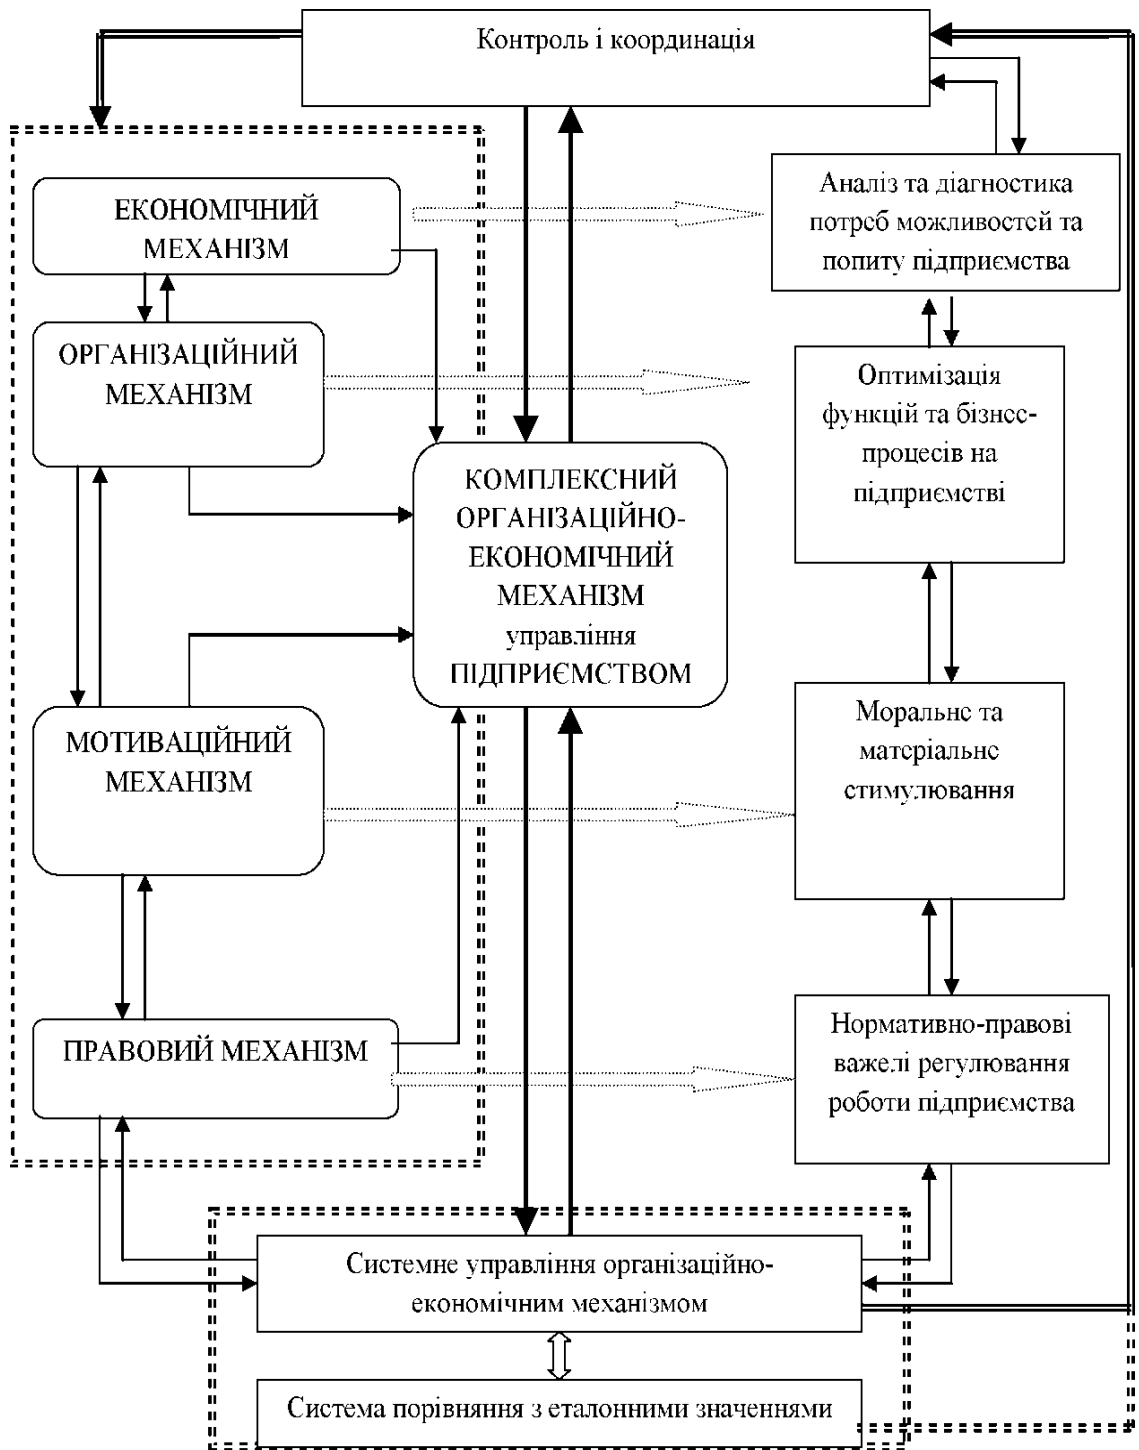 Контроль і координація
ЕКОНОМІЧНИЙ
МЕХАНІЗМ
Аналіз та діагностика
потреб можливостей та
попиту підприємства
ОРГАНІЗАЦІЙНИЙ
МЕХАНІЗМ
Оптимізація
функцій та бізнес-
процесів на
підприємстві
КОМПЛЕКСНИЙ
ОРГАНІЗАЦІЙНО-
ЕКОНОМІЧНИЙ
МЕХАНІЗМ
управління
ПІДПРИЄМСТВОМ
МОТИВАЦІЙНИЙ
МЕХАНІЗМ
Моральне та
матеріальне
стимулювання
ПРАВОВИЙ МЕХАНІЗМ
Нормативно-правові
важелі регулювання
роботи підприємства
Системне управління організаційно-
економічним механізмом
Система порівняння з еталонними значеннями